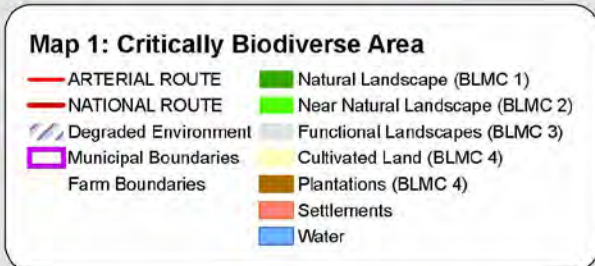 Map 1: Critically Biodiverse Area
ARTERIAL ROUTE
NATIONAL ROUTE
Degraded Environment
Municipal Boundaries
Farm Boundaries
Natural Landscape (BLMC 1)
Near Natural Landscape (BLMC 2)
Functional Landscapes (BLMC 3)
Cultivated Land (BLMC 4)
Plantations (BLMC 4)
Settlements
Water